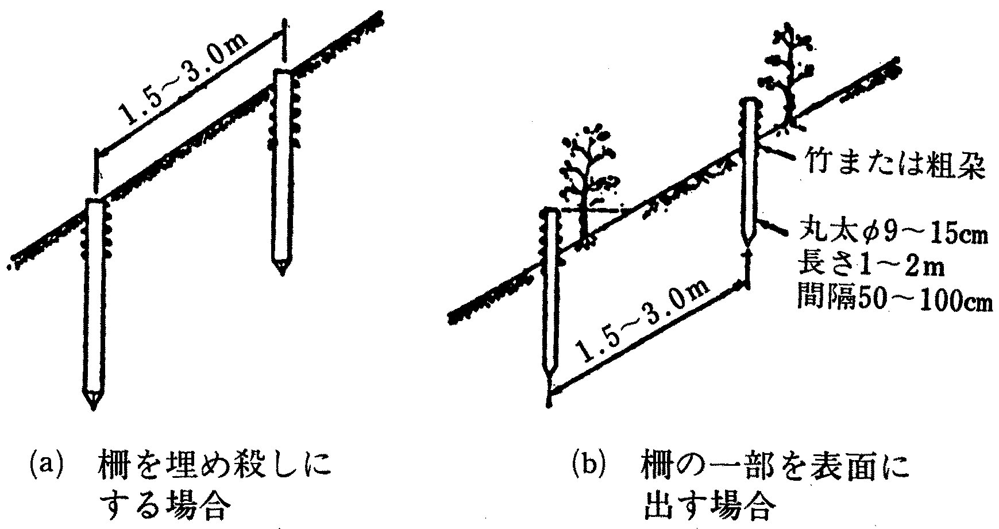 1.5～3.0m
(a) 柵を埋め殺しに
する場合
竹または粗朶
丸太φ9～15cm
長さ1～2m
間隔50～100cm
1.5～3.0m
(b) 柵の一部を表面に
出す場合